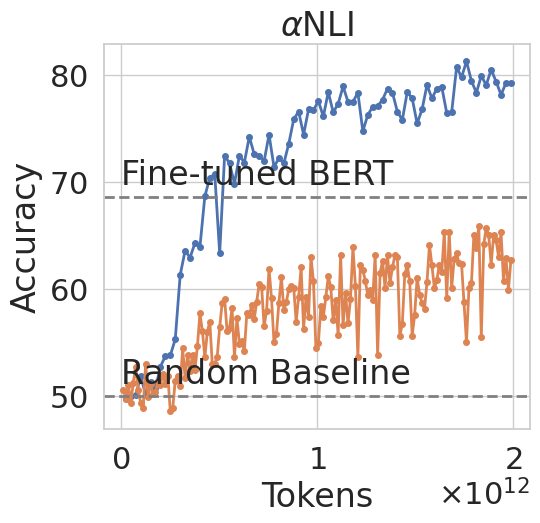 αNLI
80
Fine-tuned BERT
70
Accuracy
60
Random Baseline
50
0
1
2
Tokens
×10¹²